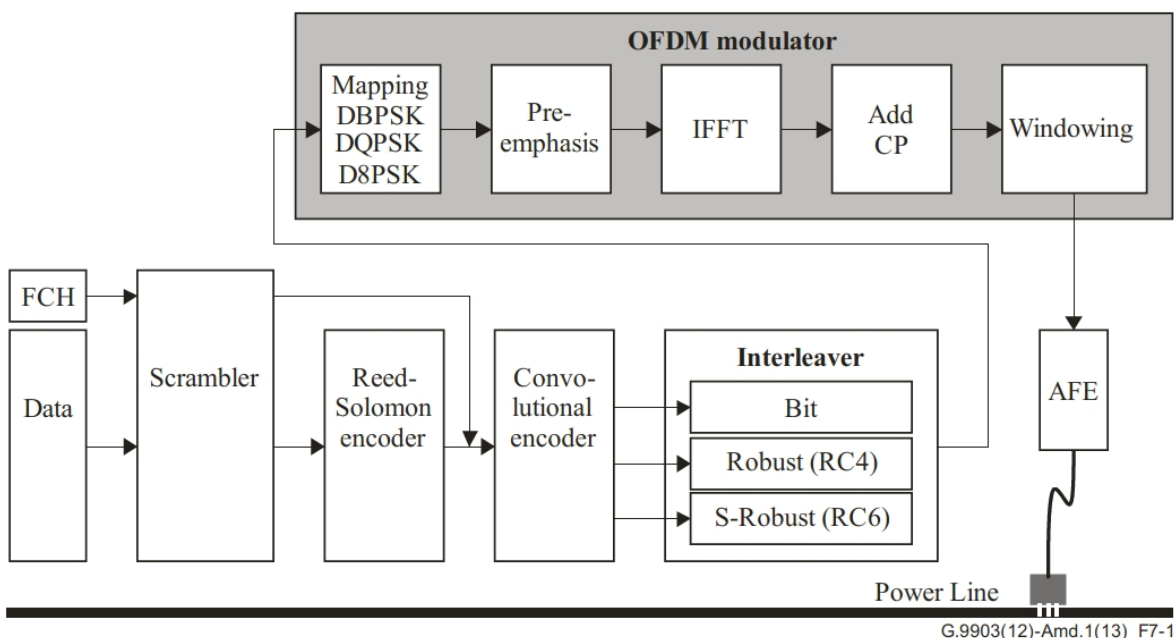 OFDM modulator
Mapping
DBPSK
DQPSK
D8PSK
Pre-
emphasis
IFFT
Add
CP
Windowing
FCH
Data
Scrambler
Reed-
Solomon
encoder
Convo-
lutional
encoder
Interleaver
Bit
Robust (RC4)
S-Robust (RC6)
AFE
Power Line
G.9903(12)-Amd.1(13)_F7-1